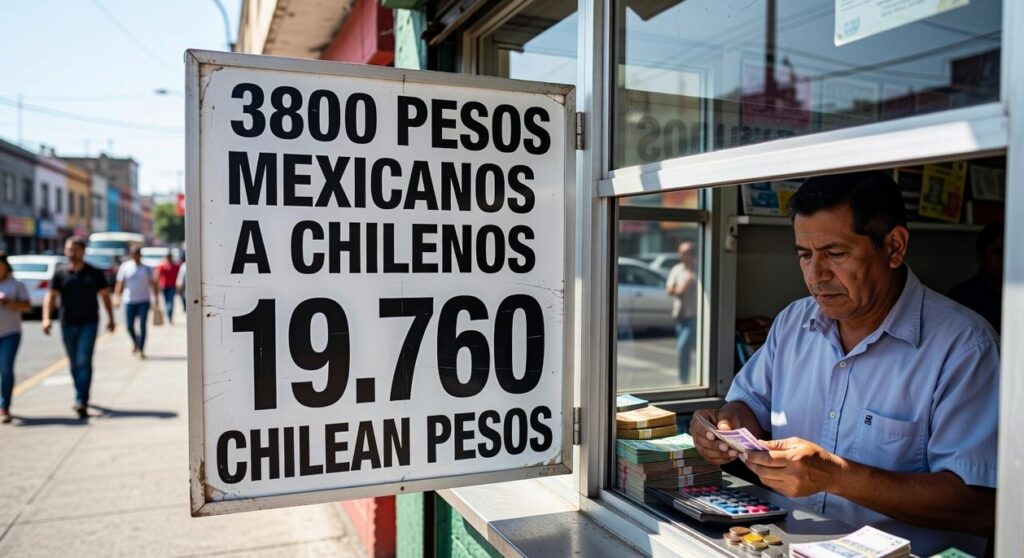 3800 PESOS
MEXICANOS
A CHILENOS
19.760
CHILEAN PESOS